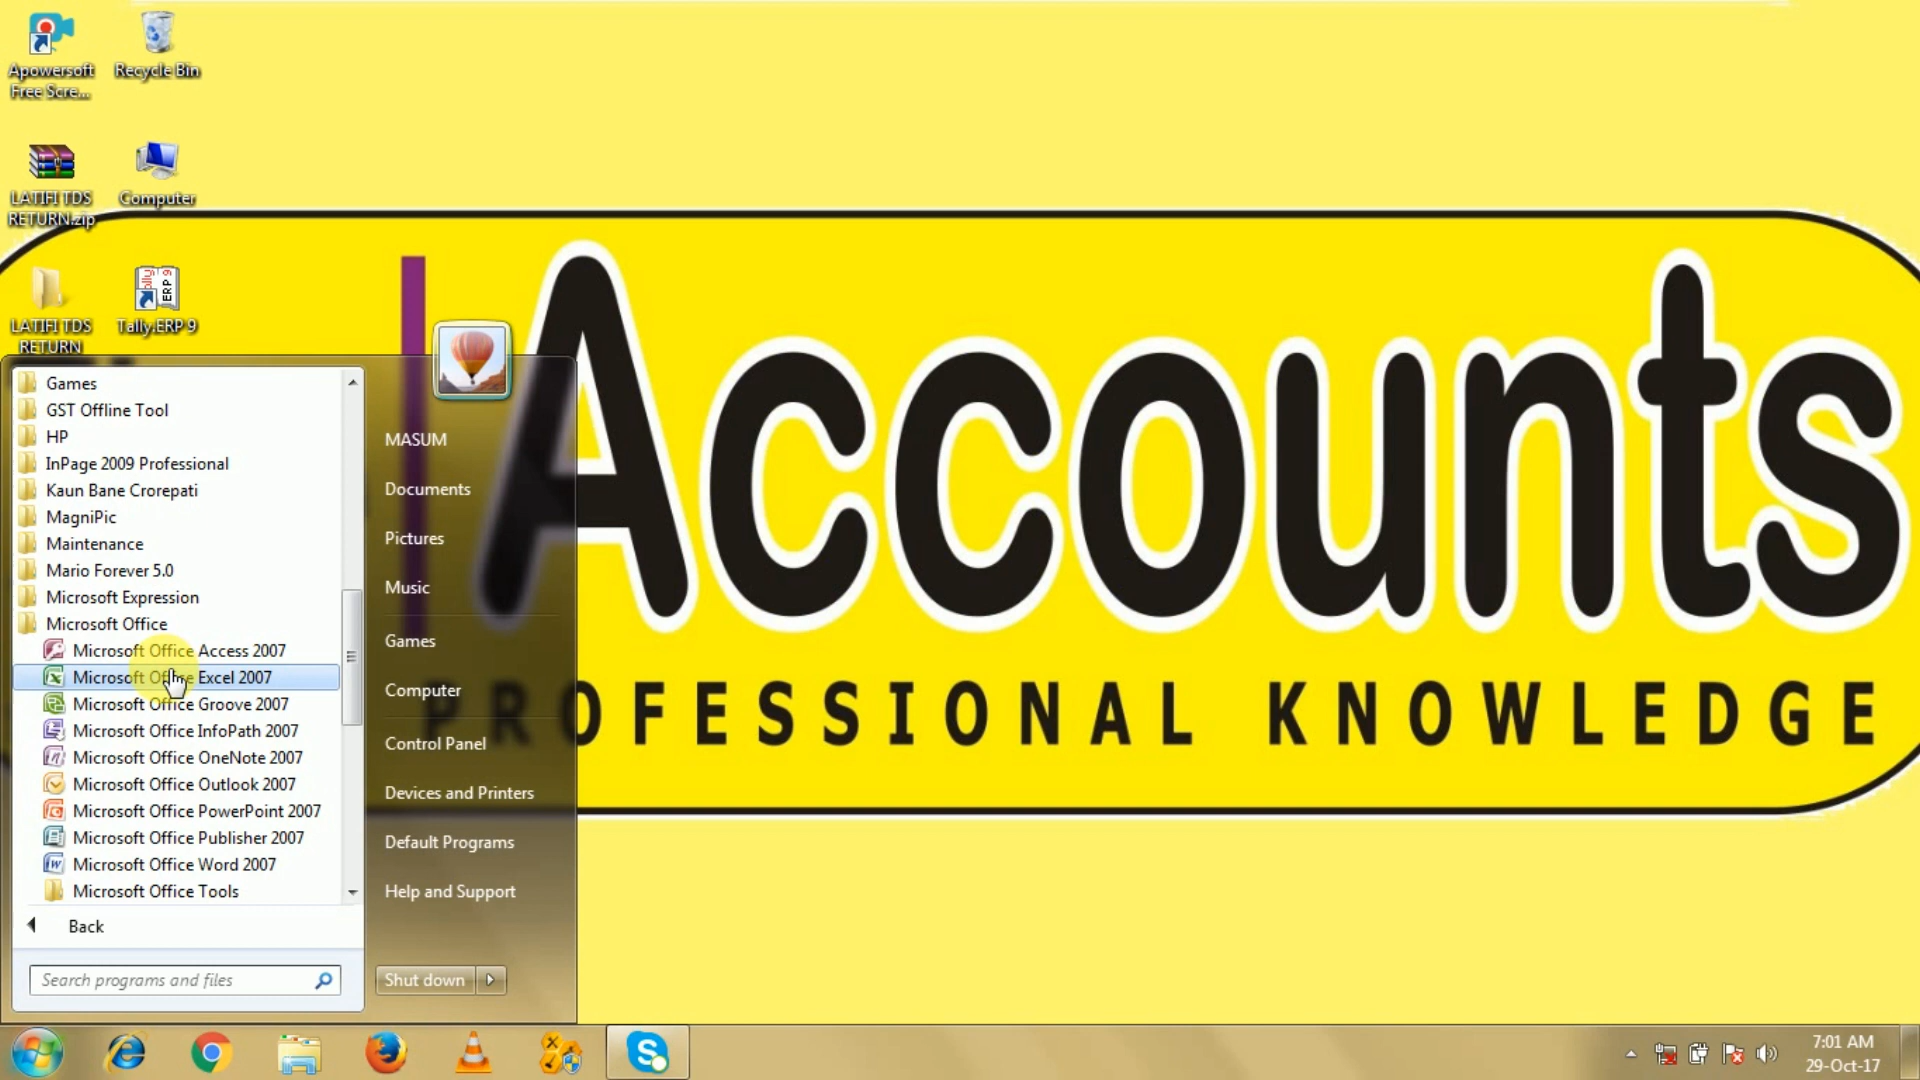 Apowersoft
Free Scre...
Recycle Bin
LATIFI TDS
RETURN.zip
Computer
LATIFI TDS
RETURN
Tally.ERP 9
Accounts
PROFESSIONAL KNOWLEDGE
Games
GST Offline Tool
HP
InPage 2009 Professional
Kaun Bane Crorepati
MagniPic
Maintenance
Mario Forever 5.0
Microsoft Expression
Microsoft Office
Microsoft Office Access 2007
Microsoft Office Excel 2007
Microsoft Office Groove 2007
Microsoft Office InfoPath 2007
Microsoft Office OneNote 2007
Microsoft Office Outlook 2007
Microsoft Office PowerPoint 2007
Microsoft Office Publisher 2007
Microsoft Office Word 2007
Microsoft Office Tools
Back
Search programs and files
MASUM
Documents
Pictures
Music
Games
Computer
Control Panel
Devices and Printers
Default Programs
Help and Support
Shut down
7:01 AM
29-Oct-17